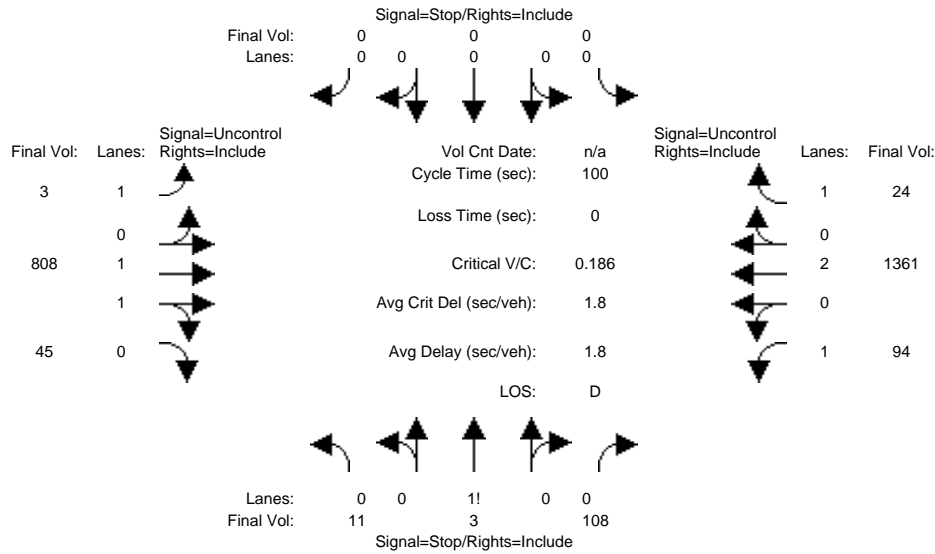 Signal=Stop/Rights=Include
Final Vol: 0 0 0
Lanes: 0 0 0 0 0
Signal=Uncontrol
Rights=Include
Final Vol: Lanes:
Vol Cnt Date: n/a
Signal=Uncontrol
Rights=Include
Lanes: Final Vol:
Cycle Time (sec): 100
3 1
1 24
Loss Time (sec): 0
0
0
808 1
Critical V/C: 0.186
2 1361
1
Avg Crit Del (sec/veh): 1.8
0
45 0
Avg Delay (sec/veh): 1.8
1 94
LOS: D
Lanes: 0 0 1! 0 0
Final Vol: 11 3 108
Signal=Stop/Rights=Include